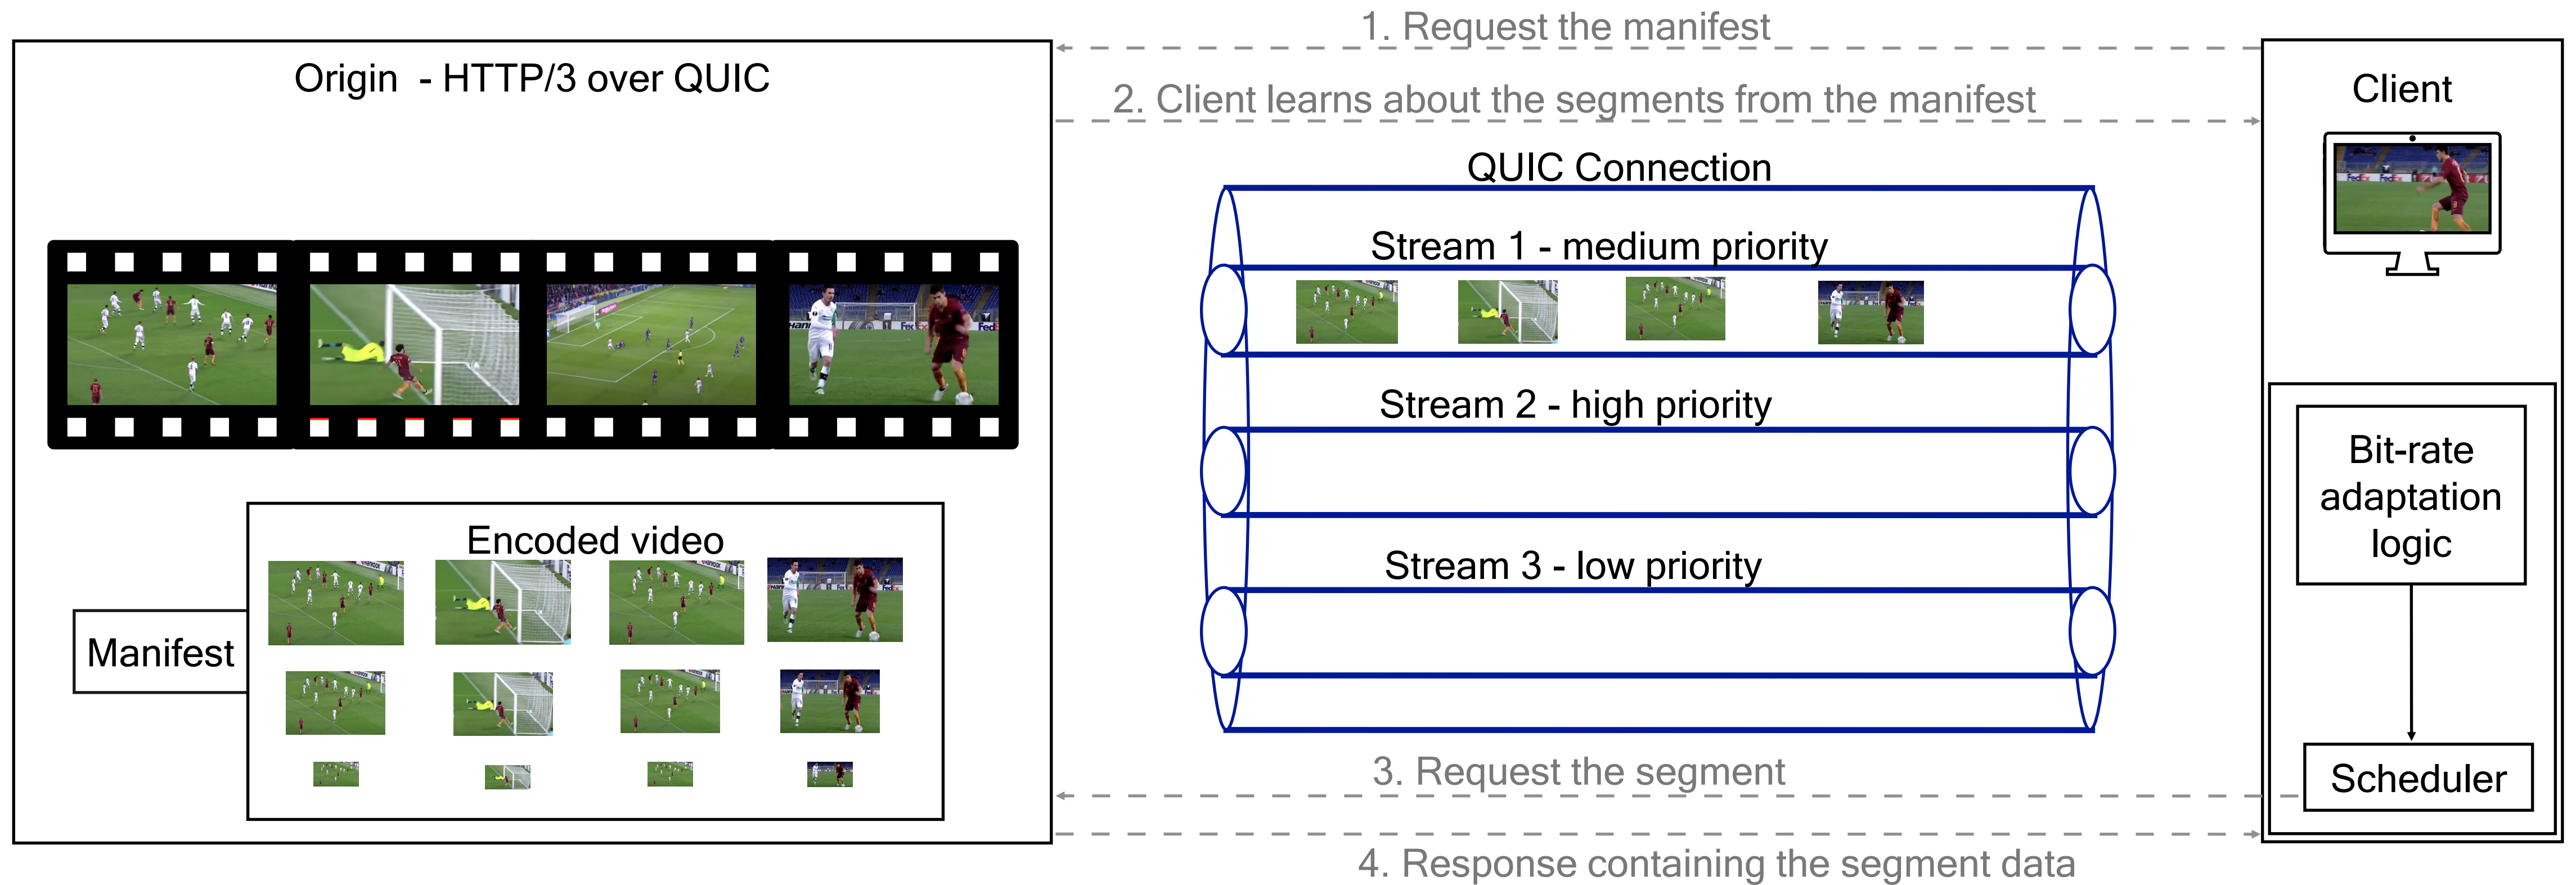 1. Request the manifest
Origin - HTTP/3 over QUIC
2. Client learns about the segments from the manifest
Client
QUIC Connection
FedEx
Stream 1 - medium priority
FedEx
Stream 2 - high priority
Bit-rate
adaptation
logic
Encoded video
Stream 3 - low priority
Manifest
3. Request the segment
Scheduler
4. Response containing the segment data